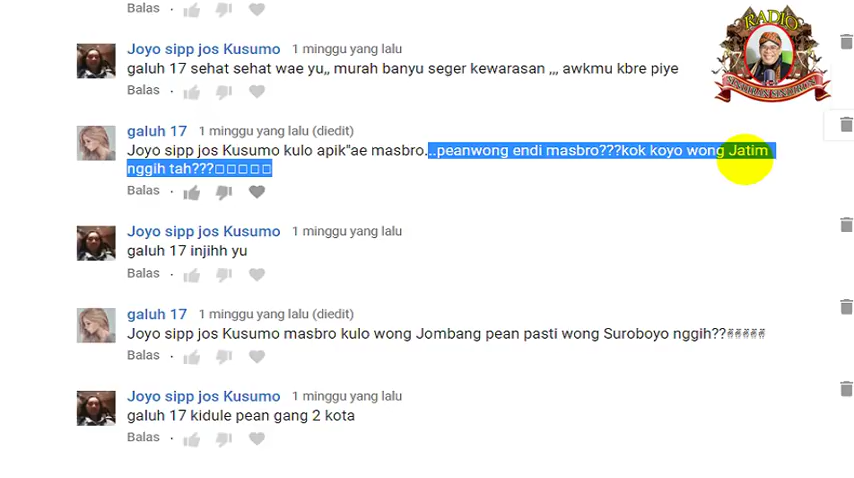 Balas
Joyo sipp jos Kusumo 1 minggu yang lalu
galuh 17 sehat sehat wae yu,, murah banyu seger kewarasan ,,, awkmu kbre piye
Balas
galuh 17 1 minggu yang lalu (diedit)
Joyo sipp jos Kusumo kulo apik"ae masbro...peanwong endi masbro???kok koyo wong Jatim
nggih tah???□□□□□
Balas
Joyo sipp jos Kusumo 1 minggu yang lalu
galuh 17 injihh yu
Balas
galuh 17 1 minggu yang lalu (diedit)
Joyo sipp jos Kusumo masbro kulo wong Jombang pean pasti wong Suroboyo nggih??✌✌✌✌✌
Balas
Joyo sipp jos Kusumo 1 minggu yang lalu
galuh 17 kidule pean gang 2 kota
Balas
RADIO